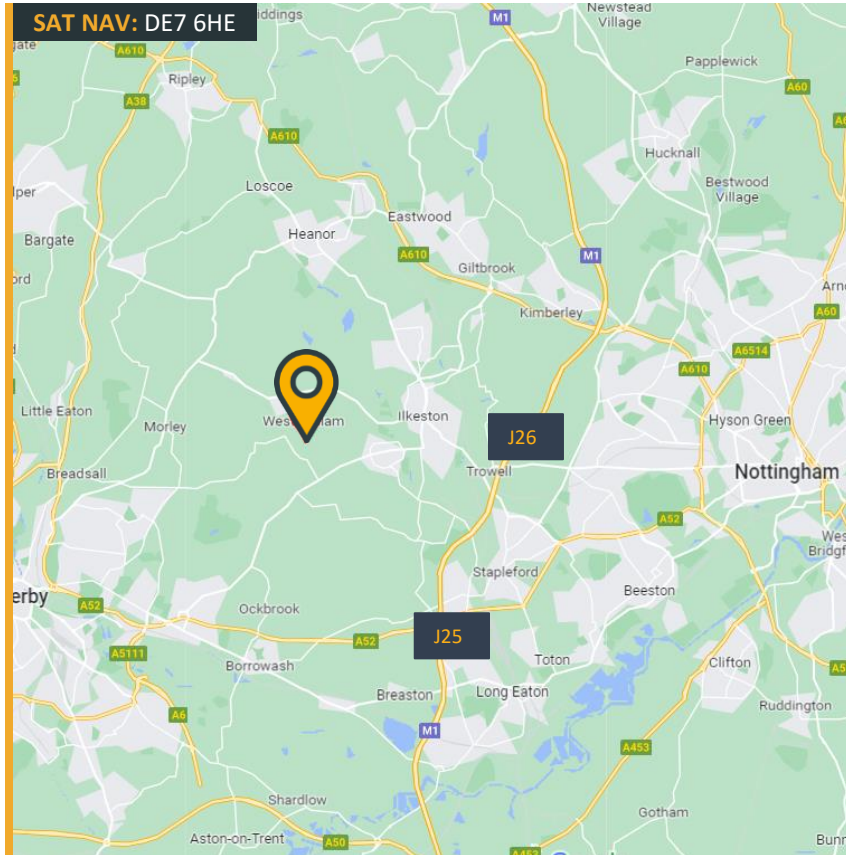 SAT NAV: DE7 6HE
Newstead
Village
M1
Papplewick
A610
Ripley
A60
A38
A610
Hucknall
Loscoe
Bestwood
Village
Eastwood
Bargate
Heanor
A610
M1
Giltbrook
Kimberley
A60
A6514
A610
Little Eaton
Ilkeston
Hyson Green
Morley
J26
Trowell
Nottingham
Breadsall
A52
Stapleford
Beeston
A52
Ockbrook
A52
J25
A5111
Borrowash
Toton
Clifton
Breaston
Long Eaton
A6
Ruddington
M1
A453
Shardlow
Gotham
Aston-on-Trent
A50
A453